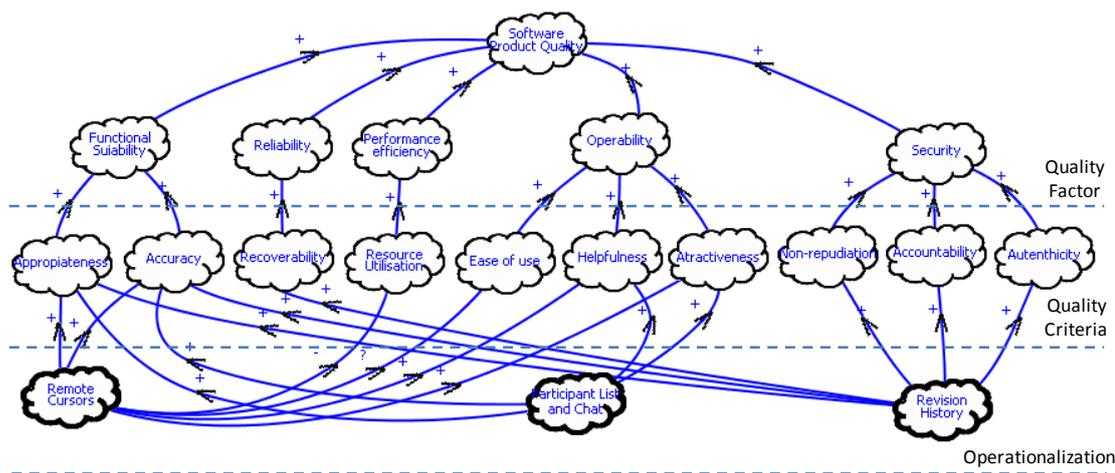 +
+
Software
Product Quality
+
+
+
Functional
Suiability
Reliability
Performance
efficiency
Operability
Security
Quality
Factor
+
+
+
+
+
+
+
+
+
+
Appropiateness
Accuracy
Recoverability
Resource
Utilisation
Ease of use
Helpfulness
Atractiveness
Non-repudiation
Accountability
Autenthicity
Quality
Criteria
+
+
+
+
+
+
+
+
+
+
-
?
+
+
+
+
Remote
Cursors
Participant List
and Chat
Revision
History
Operationalization